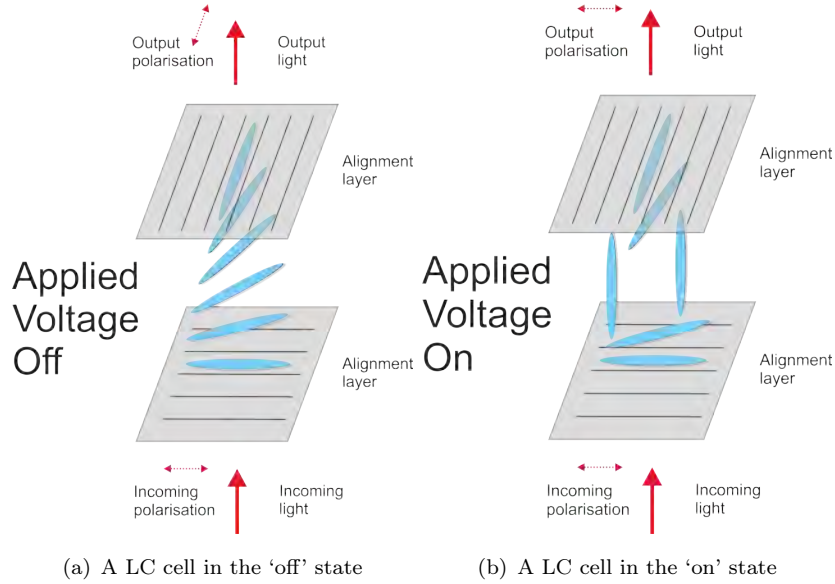 Output
polarisation
Output
light
Alignment
layer
Applied
Voltage
Off
Alignment
layer
Incoming
polarisation
Incoming
light
(a) A LC cell in the ‘off’ state
Output
polarisation
Output
light
Alignment
layer
Applied
Voltage
On
Alignment
layer
Incoming
polarisation
Incoming
light
(b) A LC cell in the ‘on’ state